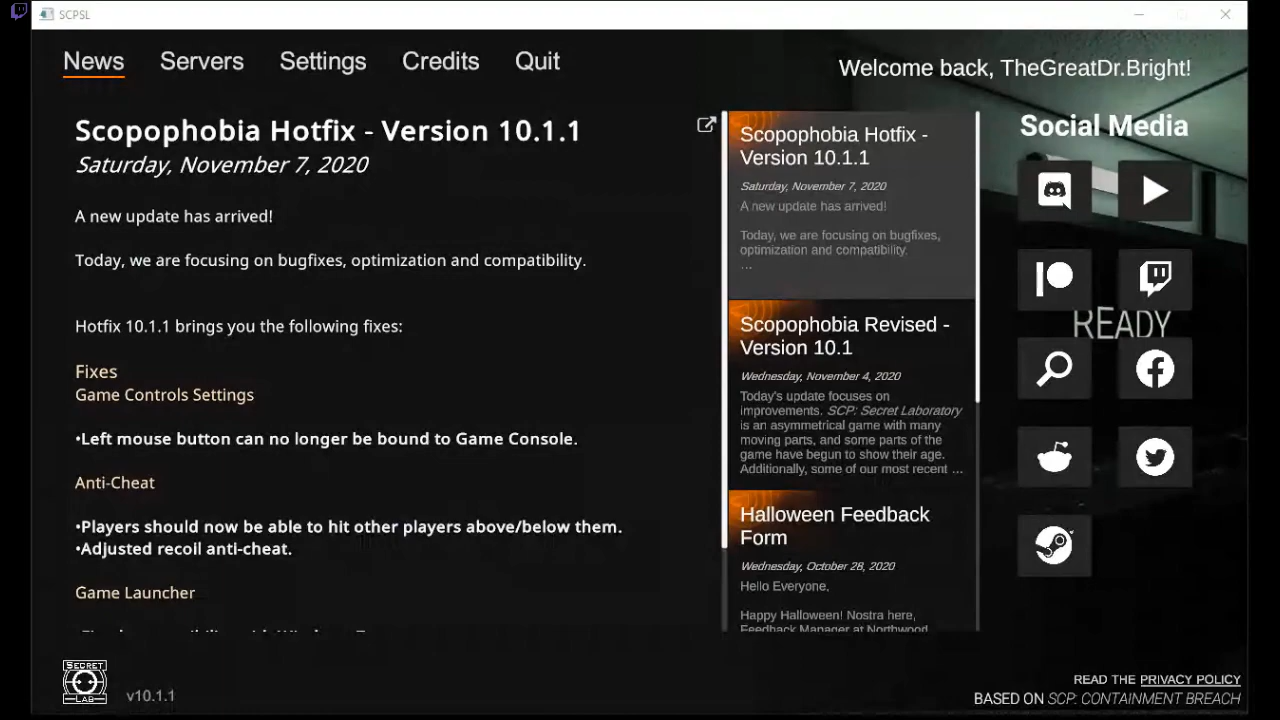 SCPSL
News Servers Settings Credits Quit
Welcome back, TheGreatDr.Bright!
Scopophobia Hotfix - Version 10.1.1
Saturday, November 7, 2020
A new update has arrived!
Today, we are focusing on bugfixes, optimization and compatibility.
Hotfix 10.1.1 brings you the following fixes:
Fixes
Game Controls Settings
•Left mouse button can no longer be bound to Game Console.
Anti-Cheat
•Players should now be able to hit other players above/below them.
•Adjusted recoil anti-cheat.
Game Launcher
Scopophobia Hotfix -
Version 10.1.1
Saturday, November 7, 2020
A new update has arrived!
Today, we are focusing on bugfixes,
optimization and compatibility.
...
Scopophobia Revised -
Version 10.1
Wednesday, November 4, 2020
Today's update focuses on
improvements. SCP: Secret Laboratory
is an asymmetrical game with many
moving parts, and some parts of the
game have begun to show their age.
Additionally, some of our most recent ...
Halloween Feedback
Form
Wednesday, October 28, 2020
Hello Everyone,
Happy Halloween! Nostra here,
Feedback Manager at Northwood
Social Media
READY
SECRET
LAB
v10.1.1
READ THE PRIVACY POLICY
BASED ON SCP: CONTAINMENT BREACH